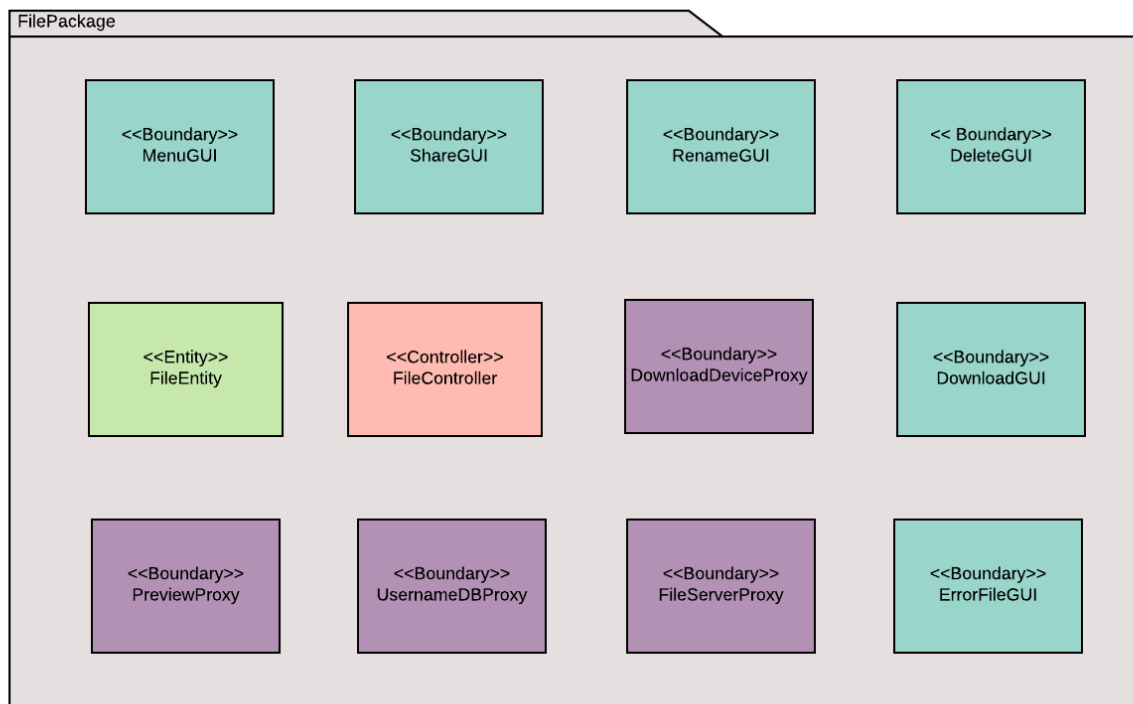 FilePackage
<<Boundary>>
MenuGUI
<<Boundary>>
ShareGUI
<<Boundary>>
RenameGUI
<< Boundary>>
DeleteGUI
<<Entity>>
FileEntity
<<Controller>>
FileController
<<Boundary>>
DownloadDeviceProxy
<<Boundary>>
DownloadGUI
<<Boundary>>
PreviewProxy
<<Boundary>>
UsernameDBProxy
<<Boundary>>
FileServerProxy
<<Boundary>>
ErrorFileGUI